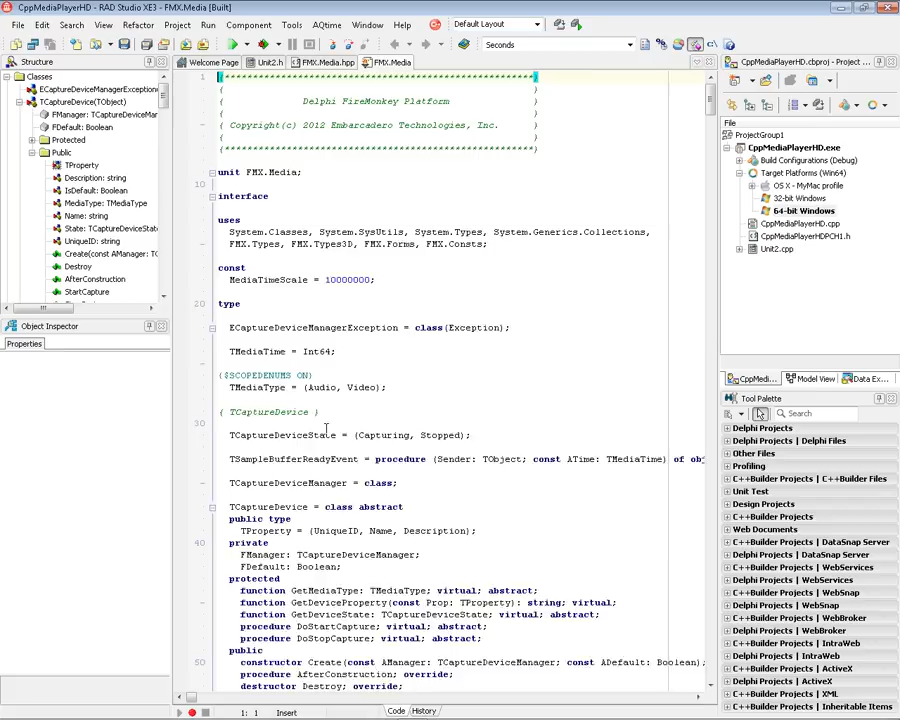 CppMediaPlayerHD - RAD Studio XE3 - FMX.Media [Built]
File Edit Search View Refactor Project Run Component Tools AQtime Window Help Default Layout
Seconds
Structure
Classes
ECaptureDeviceManagerException
TCaptureDevice(TObject)
FManager: TCaptureDeviceMar
FDefault: Boolean
Protected
Public
TProperty
Description: string
IsDefault: Boolean
MediaType: TMediaType
Name: string
State: TCaptureDeviceStat
UniqueID: string
Create(const AManager: TC
Destroy
AfterConstruction
StartCapture
Object Inspector
Properties
Welcome Page Unit2.h FMX.Media.hpp FMX.Media
1 {***************************************************}
{ }
{ Delphi FireMonkey Platform }
{ }
{ Copyright(c) 2012 Embarcadero Technologies, Inc. }
{ }
{***************************************************}
unit FMX.Media;
10
interface
uses
System.Classes, System.SysUtils, System.Types, System.Generics.Collections,
FMX.Types, FMX.Types3D, FMX.Forms, FMX.Consts;
const
MediaTimeScale = 10000000;
20 type
ECaptureDeviceManagerException = class(Exception);
TMediaTime = Int64;
{$SCOPEDENUMS ON}
TMediaType = (Audio, Video);
{ TCaptureDevice }
30
TCaptureDeviceState = (Capturing, Stopped);
TSampleBufferReadyEvent = procedure (Sender: TObject; const ATime: TMediaTime) of obj
TCaptureDeviceManager = class;
TCaptureDevice = class abstract
public type
TProperty = (UniqueID, Name, Description);
40 private
FManager: TCaptureDeviceManager;
FDefault: Boolean;
protected
function GetMediaType: TMediaType; virtual; abstract;
function GetDeviceProperty(const Prop: TProperty): string; virtual;
function GetDeviceState: TCaptureDeviceState; virtual; abstract;
procedure DoStartCapture; virtual; abstract;
procedure DoStopCapture; virtual; abstract;
public
50 constructor Create(const AManager: TCaptureDeviceManager; const ADefault: Boolean);
procedure AfterConstruction; override;
destructor Destroy; override;
1: 1 Insert Code History
CppMediaPlayerHD.cbproj - Project ...
File
ProjectGroup1
CppMediaPlayerHD.exe
Build Configurations (Debug)
Target Platforms (Win64)
OS X - MyMac profile
32-bit Windows
64-bit Windows
CppMediaPlayerHD.cpp
CppMediaPlayerHDPCH1.h
Unit2.cpp
CppMedi... Model View Data Ex...
Tool Palette
Search
Delphi Projects
Delphi Projects | Delphi Files
Other Files
Profiling
C++Builder Projects | C++Builder Files
Unit Test
Design Projects
C++Builder Projects
Web Documents
C++Builder Projects | DataSnap Server
Delphi Projects | DataSnap Server
C++Builder Projects | WebServices
Delphi Projects | WebServices
C++Builder Projects | WebSnap
Delphi Projects | WebSnap
C++Builder Projects | WebBroker
Delphi Projects | WebBroker
C++Builder Projects | IntraWeb
Delphi Projects | IntraWeb
C++Builder Projects | ActiveX
Delphi Projects | ActiveX
Delphi Projects | XML
C++Builder Projects | Inheritable Items